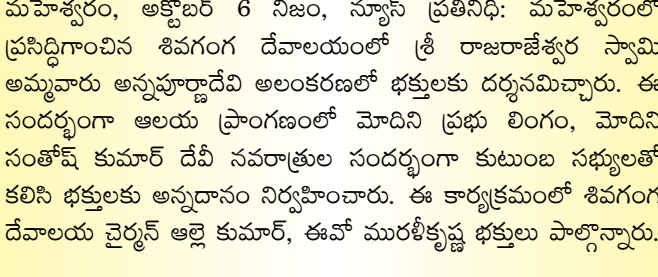 మహేశ్వరం, అక్టోబర్ 6 నిజం, న్యూస్ ప్రతినిధి: మహేశ్వరంలో
ప్రసిద్ధిగాంచిన శివగంగ దేవాలయంలో శ్రీ రాజరాజేశ్వర స్వామి
అమ్మవారు అన్నపూర్ణాదేవి అలంకరణలో భక్తులకు దర్శనమిచ్చారు. ఈ
సందర్భంగా ఆలయ ప్రాంగణంలో మోదిని ప్రభు లింగం, మోదిని
సంతోష్ కుమార్ దేవీ నవరాత్రుల సందర్భంగా కుటుంబ సభ్యులతో
కలిసి భక్తులకు అన్నదానం నిర్వహించారు. ఈ కార్యక్రమంలో శివగంగ
దేవాలయ చైర్మన్ ఆల్లె కుమార్, ఈవో మురళీకృష్ణ భక్తులు పాల్గొన్నారు.